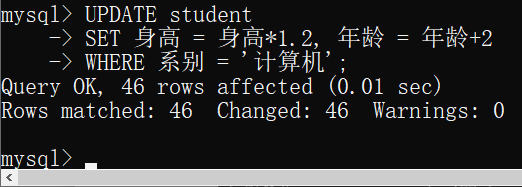 mysql> UPDATE student
    -> SET 身高 = 身高*1.2, 年龄 = 年龄+2
    -> WHERE 系别 = '计算机';
Query OK, 46 rows affected (0.01 sec)
Rows matched: 46  Changed: 46  Warnings: 0

mysql>